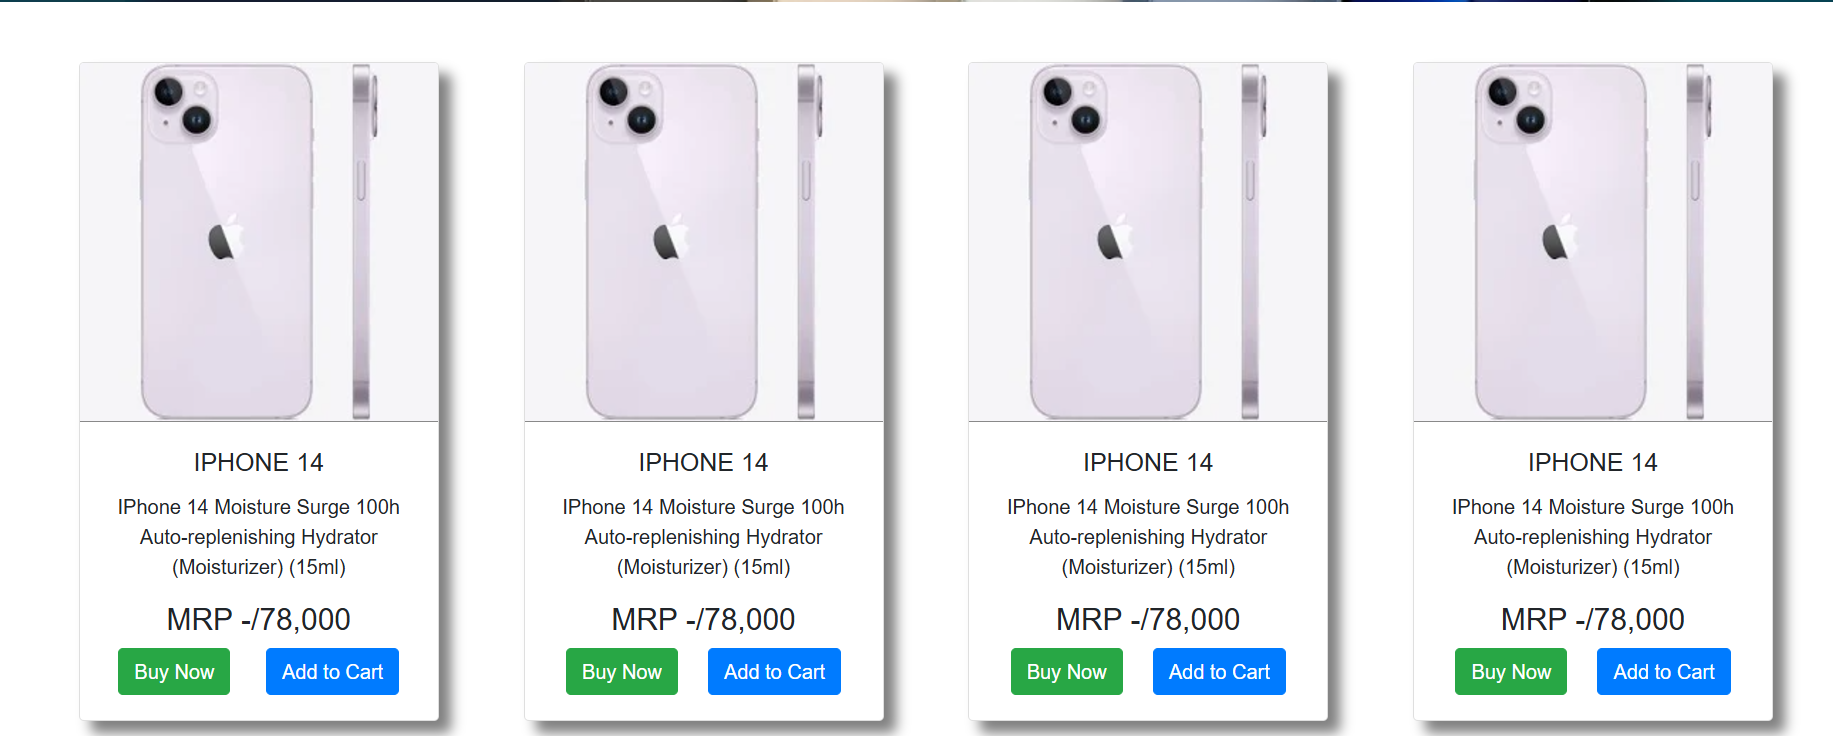 IPHONE 14
IPhone 14 Moisture Surge 100h
Auto-replenishing Hydrator
(Moisturizer) (15ml)
MRP -/78,000
Buy Now
Add to Cart
IPHONE 14
IPhone 14 Moisture Surge 100h
Auto-replenishing Hydrator
(Moisturizer) (15ml)
MRP -/78,000
Buy Now
Add to Cart
IPHONE 14
IPhone 14 Moisture Surge 100h
Auto-replenishing Hydrator
(Moisturizer) (15ml)
MRP -/78,000
Buy Now
Add to Cart
IPHONE 14
IPhone 14 Moisture Surge 100h
Auto-replenishing Hydrator
(Moisturizer) (15ml)
MRP -/78,000
Buy Now
Add to Cart